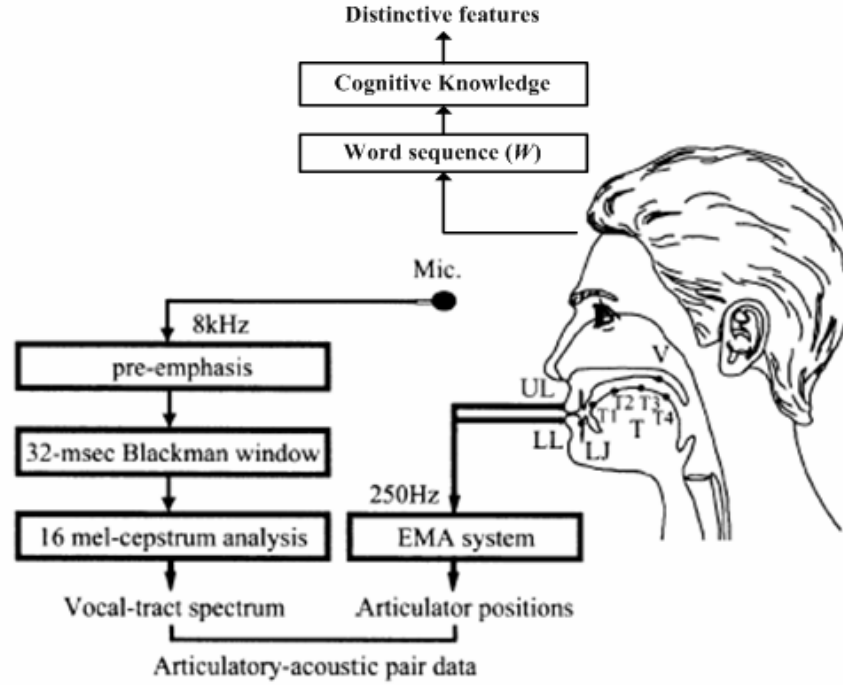 Distinctive features
Cognitive Knowledge
Word sequence (W)
Mic.
8kHz
pre-emphasis
32-msec Blackman window
16 mel-cepstrum analysis
Vocal-tract spectrum
V
UL
T1 T2 T3 T4
LL LJ T
250Hz
EMA system
Articulator positions
Articulatory-acoustic pair data